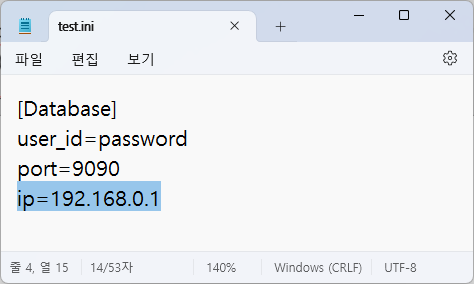 test.ini
파일 편집 보기
[Database]
user_id=password
port=9090
ip=192.168.0.1
줄 4, 열 15 14/53자 140% Windows (CRLF) UTF-8